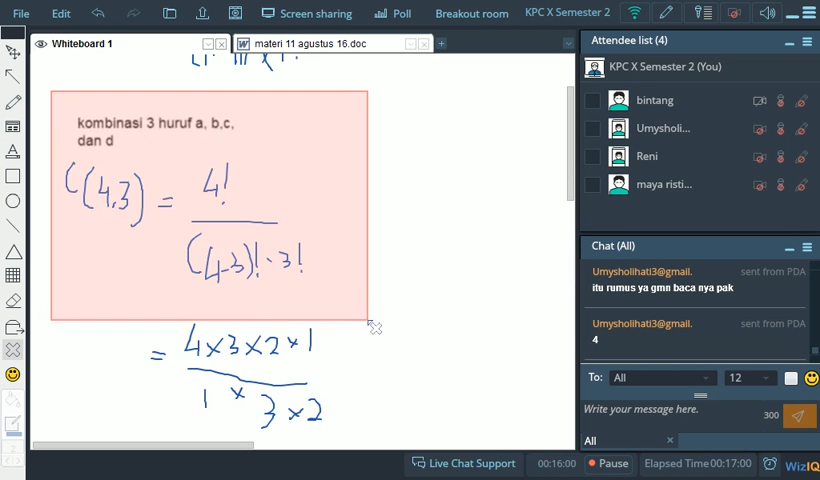 File Edit Screen sharing Poll Breakout room KPC X Semester 2
Whiteboard 1 materi 11 agustus 16.doc
kombinasi 3 huruf a, b,c,
dan d
C(4,3) = 4!
(4-3)! · 3!
= 4 x 3 x 2 x 1
1 x 3 x 2
Attendee list (4)
KPC X Semester 2 (You)
bintang
Umysholi...
Reni
maya risti...
Chat (All)
Umysholihati3@gmail. sent from PDA
itu rumus ya gmn baca nya pak
Umysholihati3@gmail. sent from PDA
4
To: All 12
Write your message here. 300
All x
Live Chat Support 00:16:00 Pause Elapsed Time 00:17:00 WizIQ